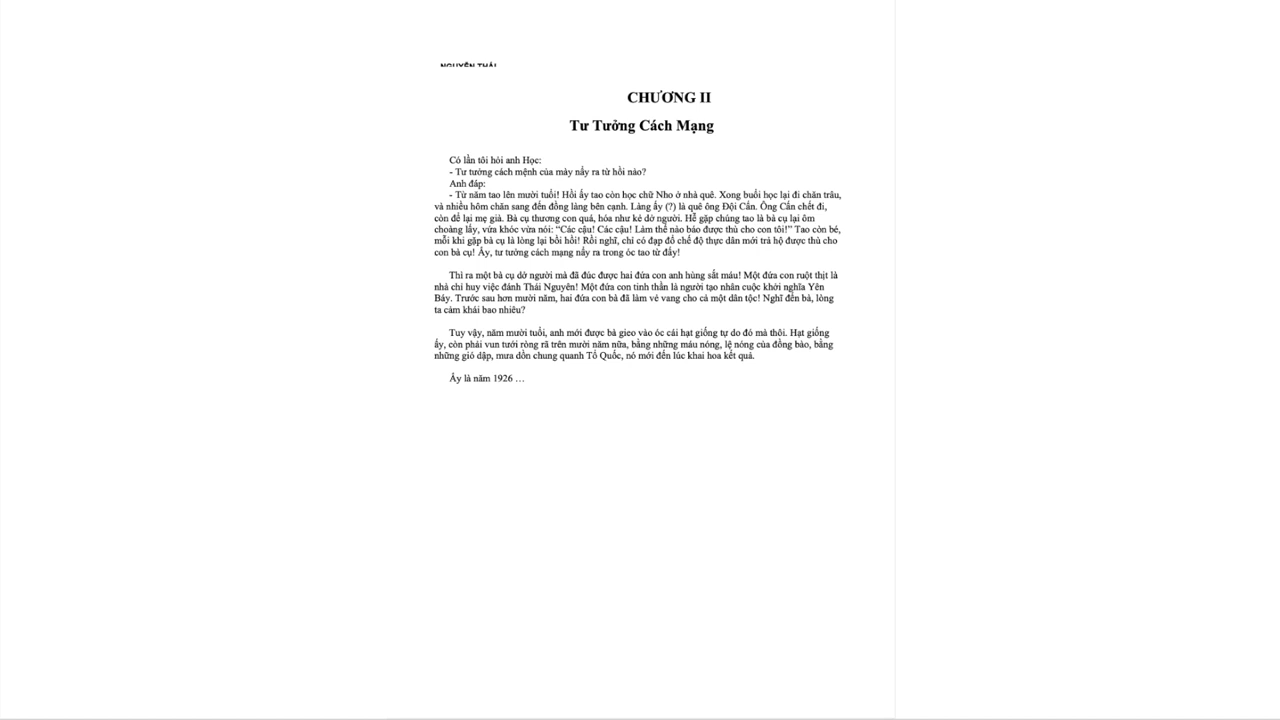 NGUYỄN THÁI
CHƯƠNG II
Tư Tưởng Cách Mạng
Có lần tôi hỏi anh Học:
- Tư tưởng cách mệnh của mày nẩy ra từ hồi nào?
Anh đáp:
- Từ năm tao lên mười tuổi! Hồi ấy tao còn học chữ Nho ở nhà quê. Xong buổi học lại đi chăn trâu,
và nhiều hôm chăn sang đến đồng làng bên cạnh. Làng ấy (?) là quê ông Đội Cấn. Ông Cấn chết đi,
còn để lại mẹ già. Bà cụ thương con quá, hóa như kẻ dở người. Hễ gặp chúng tao là bà cụ lại ôm
choàng lấy, vừa khóc vừa nói: “Các cậu! Các cậu! Làm thế nào báo được thù cho con tôi!” Tao còn bé,
mỗi khi gặp bà cụ là lòng lại bồi hồi! Rồi nghĩ, chỉ có đạp đổ chế độ thực dân mới trả hộ được thù cho
con bà cụ! Ấy, tư tưởng cách mạng nẩy ra trong óc tao từ đấy!
Thì ra một bà cụ dở người mà đã đúc được hai đứa con anh hùng sắt máu! Một đứa con ruột thịt là
nhà chỉ huy việc đánh Thái Nguyên! Một đứa con tinh thần là người tạo nhân cuộc khởi nghĩa Yên
Báy. Trước sau hơn mười năm, hai đứa con bà đã làm vẻ vang cho cả một dân tộc! Nghĩ đến bà, lòng
ta cảm khái bao nhiêu?
Tuy vậy, năm mười tuổi, anh mới được bà gieo vào óc cái hạt giống tự do đó mà thôi. Hạt giống
ấy, còn phải vun tưới ròng rã trên mười năm nữa, bằng những máu nóng, lệ nóng của đồng bào, bằng
những gió dập, mưa dồn chung quanh Tổ Quốc, nó mới đến lúc khai hoa kết quả.
Ấy là năm 1926 …